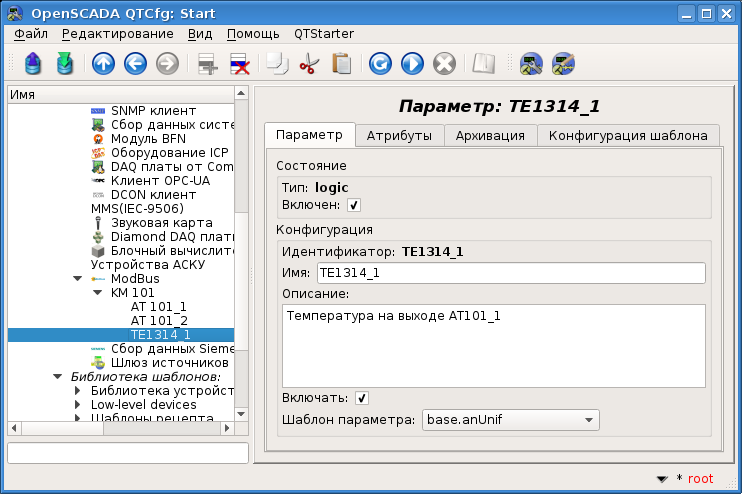 OpenSCADA QTCfg: Start
Файл Редактирование Вид Помощь QTStarter
Имя
SNMP клиент
Сбор данных систе
Модуль BFN
Оборудование ICP
DAQ платы от Com
Клиент OPC-UA
DCON клиент
MMS(IEC-9506)
Звуковая карта
Diamond DAQ плат
Блочный вычислит
Устройства АСКУ
ModBus
КМ 101
AT 101_1
AT 101_2
TE1314_1
Сбор данных Sieme
Шлюз источников
Библиотека шаблонов:
Библиотека устройст
Low-level devices
Шаблоны рецепта
Параметр: TE1314_1
Параметр Атрибуты Архивация Конфигурация шаблона
Состояние
Тип: logic
Включен:
Конфигурация
Идентификатор: TE1314_1
Имя: TE1314_1
Описание:
Температура на выходе AT101_1
Включать:
Шаблон параметра: base.anUnif
* root